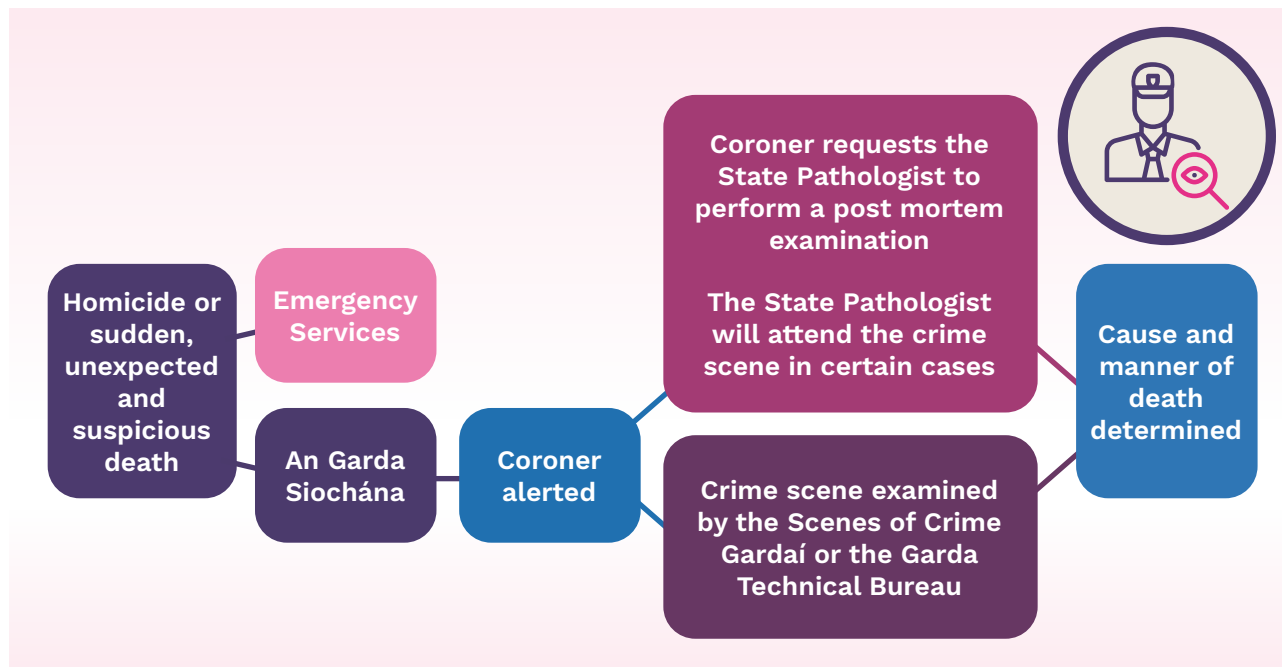 Homicide or
sudden,
unexpected
and
suspicious
death
Emergency
Services
An Garda
Siochána
Coroner
alerted
Coroner requests the
State Pathologist to
perform a post mortem
examination
The State Pathologist
will attend the crime
scene in certain cases
Crime scene examined
by the Scenes of Crime
Gardaí or the Garda
Technical Bureau
Cause and
manner of
death
determined